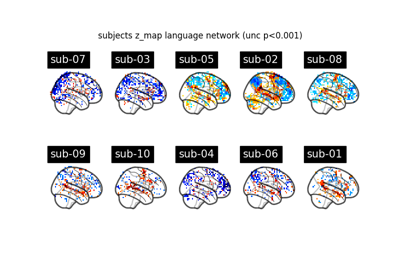 subjects z_map language network (unc p<0.001)
sub-07 sub-03 sub-05 sub-02 sub-08
sub-09 sub-10 sub-04 sub-06 sub-01